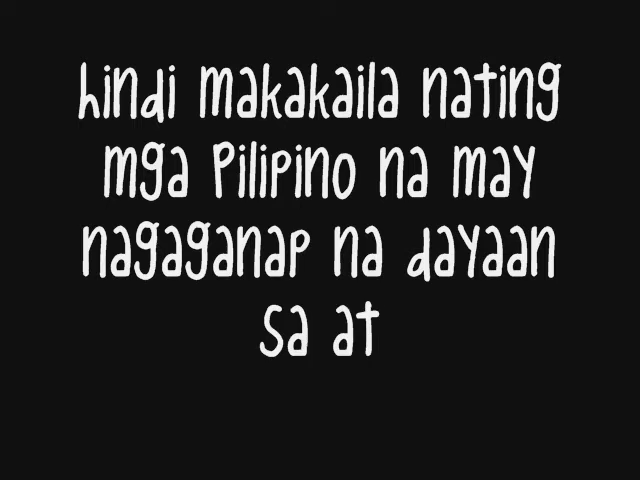 hindi makakaila nating
mga Pilipino na may
nagaganap na dayaan
sa at